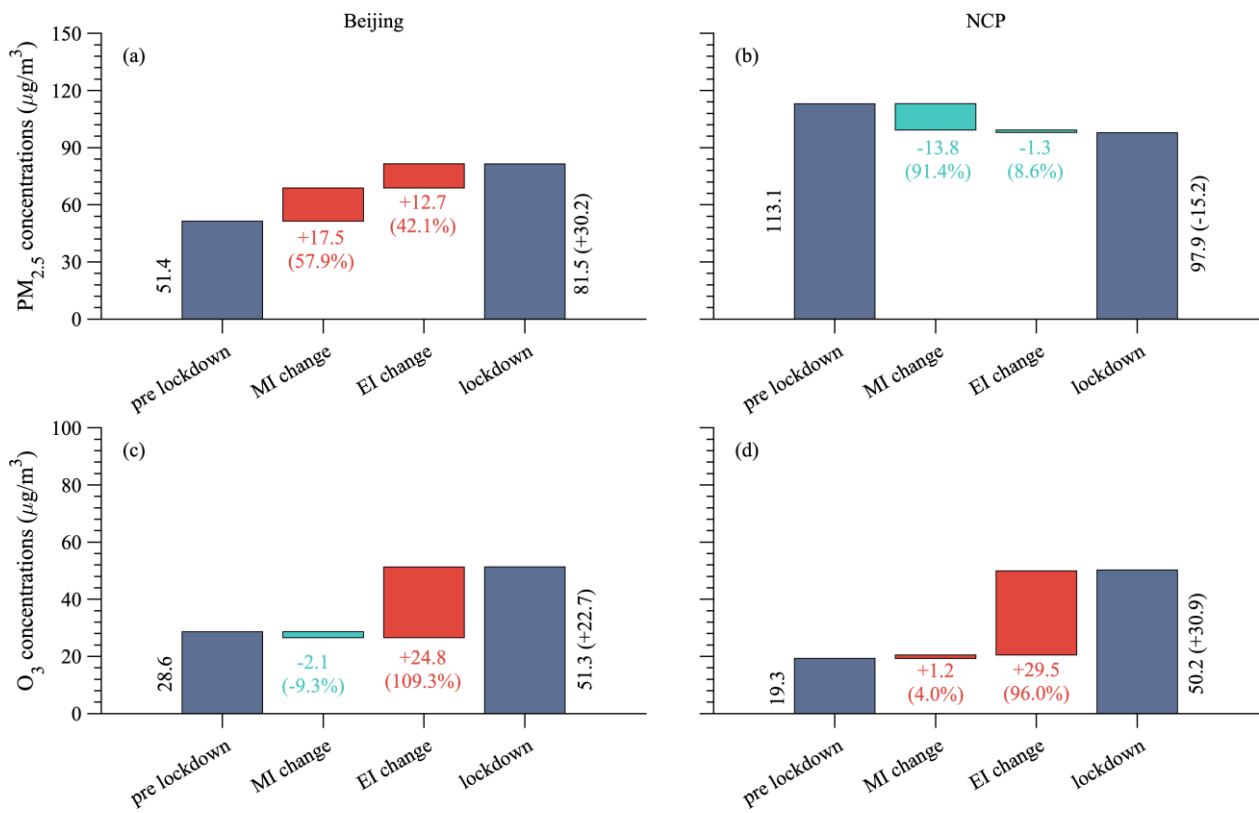 Beijing
NCP
PM2.5 concentrations (μg/m3)
150
120
90
60
30
0
(a)
51.4
+17.5
(57.9%)
+12.7
(42.1%)
81.5 (+30.2)
pre lockdown
MI change
EI change
lockdown
(b)
113.1
-13.8
(91.4%)
-1.3
(8.6%)
97.9 (-15.2)
pre lockdown
MI change
EI change
lockdown
O3 concentrations (μg/m3)
100
80
60
40
20
0
(c)
28.6
-2.1
(-9.3%)
+24.8
(109.3%)
51.3 (+22.7)
pre lockdown
MI change
EI change
lockdown
(d)
19.3
+1.2
(4.0%)
+29.5
(96.0%)
50.2 (+30.9)
pre lockdown
MI change
EI change
lockdown